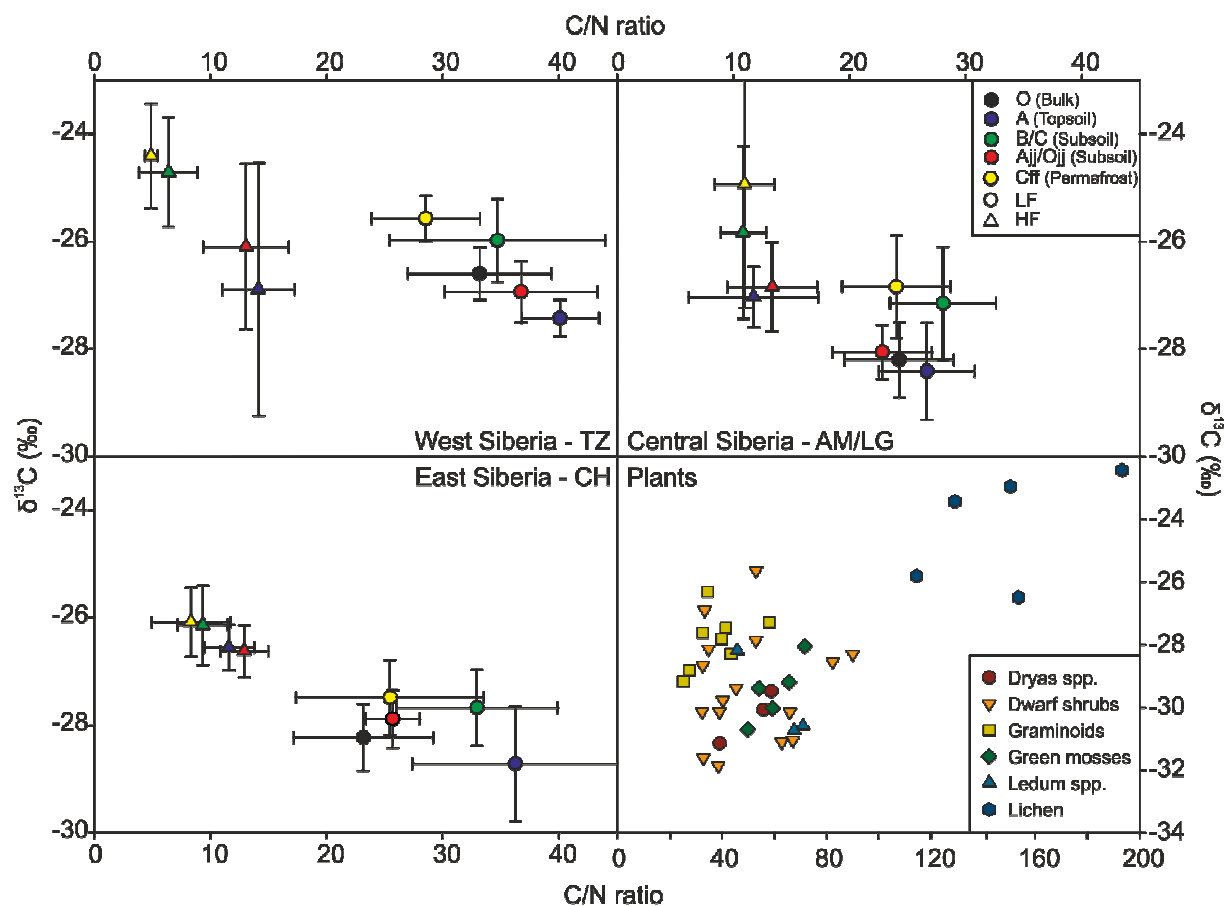 C/N ratio
0 10 20 30 40 0 10 20 30 40
O (Bulk)
A (Topsoil)
B/C (Subsoil)
Ajj/Ojj (Subsoil)
Cff (Permafrost)
LF
HF
-24 -24
-26 -26
-28 -28
-30 -30
West Siberia - TZ
Central Siberia - AM/LG
δ¹³C (‰)
δ¹³C (‰)
East Siberia - CH
Plants
-24 -24
-26 -26
-28 -28
-30 -30
-32
-34
Dryas spp.
Dwarf shrubs
Graminoids
Green mosses
Ledum spp.
Lichen
0 10 20 30 40 0 40 80 120 160 200
C/N ratio